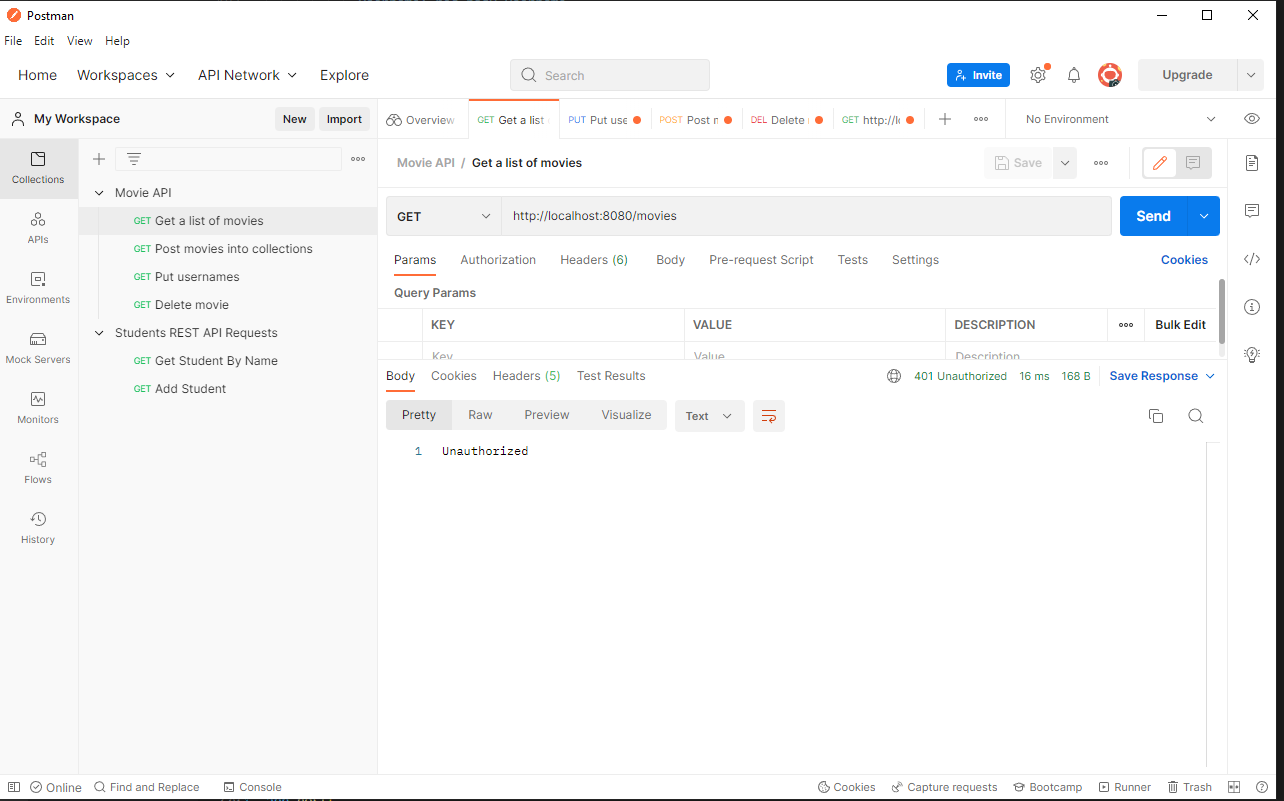 Postman
File Edit View Help
Home Workspaces API Network Explore Search Invite Upgrade
My Workspace New Import Overview GET Get a list PUT Put use POST Post DEL Delete GET http:// No Environment
Collections
APIs
Environments
Mock Servers
Monitors
Flows
History
Movie API
GET Get a list of movies
GET Post movies into collections
GET Put usernames
GET Delete movie
Students REST API Requests
GET Get Student By Name
GET Add Student
Movie API / Get a list of movies Save
GET http://localhost:8080/movies Send
Params Authorization Headers (6) Body Pre-request Script Tests Settings Cookies
Query Params
KEY VALUE DESCRIPTION Bulk Edit
Key Value Description
Body Cookies Headers (5) Test Results 401 Unauthorized 16 ms 168 B Save Response
Pretty Raw Preview Visualize Text
1 Unauthorized
Online Find and Replace Console Cookies Capture requests Bootcamp Runner Trash